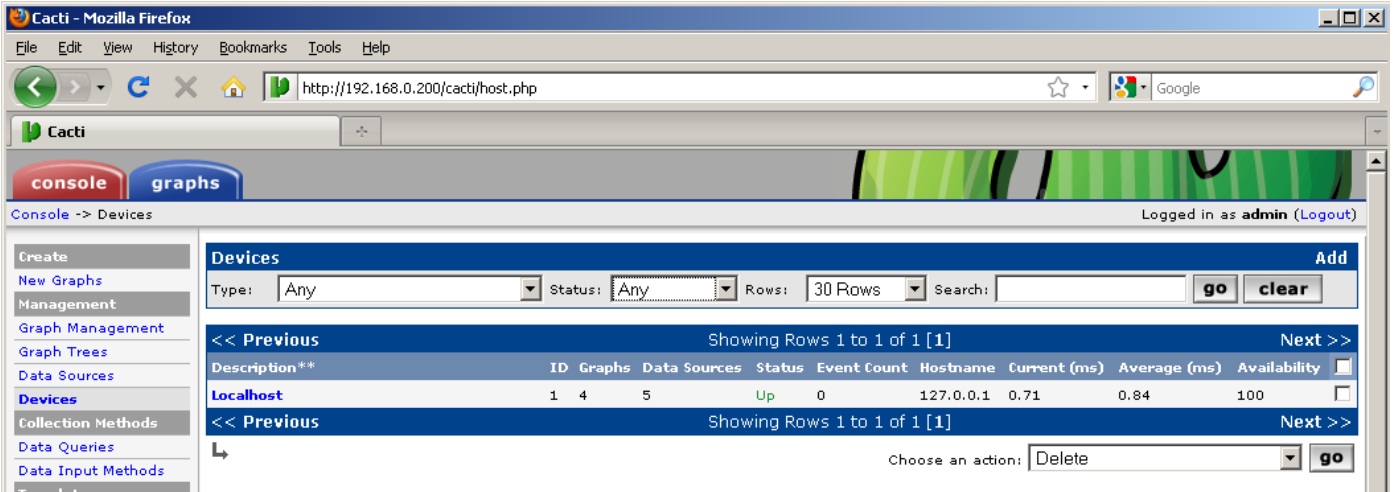 Cacti - Mozilla Firefox
File Edit View History Bookmarks Tools Help
http://192.168.0.200/cacti/host.php Google
Cacti
console graphs
Console -> Devices Logged in as admin (Logout)
Create
New Graphs
Management
Graph Management
Graph Trees
Data Sources
Devices
Collection Methods
Data Queries
Data Input Methods
Devices Add
Type: Any Status: Any Rows: 30 Rows Search: go clear
<< Previous Showing Rows 1 to 1 of 1 [1] Next >>
Description** ID Graphs Data Sources Status Event Count Hostname Current (ms) Average (ms) Availability
Localhost 1 4 5 Up 0 127.0.0.1 0.71 0.84 100
<< Previous Showing Rows 1 to 1 of 1 [1] Next >>
Choose an action: Delete go